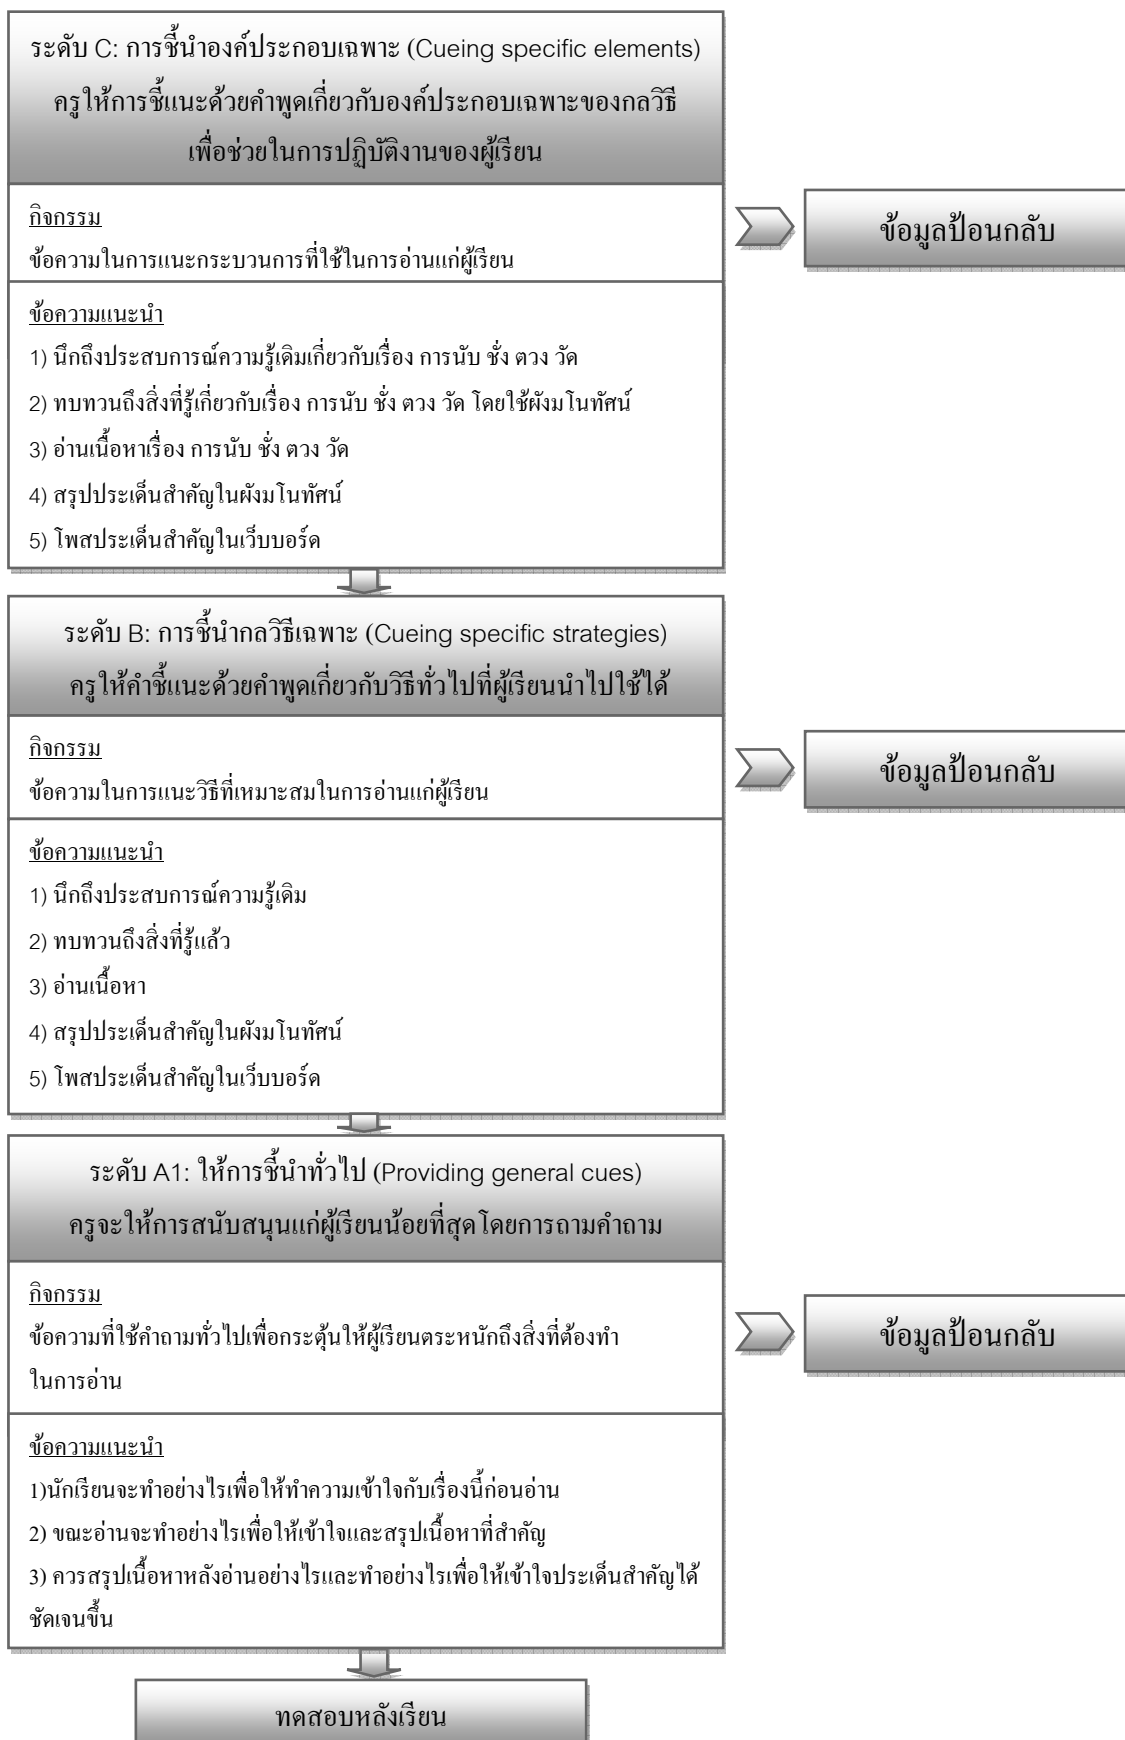 ระดับ C: การชี้นำองค์ประกอบเฉพาะ (Cueing specific elements)
ครูให้การชี้แนะด้วยคำพูดเกี่ยวกับองค์ประกอบเฉพาะของกลวิธี
เพื่อช่วยในการปฏิบัติงานของผู้เรียน
กิจกรรม
ข้อความในการแนะกระบวนการที่ใช้ในการอ่านแก่ผู้เรียน
ข้อมูลป้อนกลับ
ข้อความแนะนำ
1) นึกถึงประสบการณ์ความรู้เดิมเกี่ยวกับเรื่อง การนับ ชั่ง ตวง วัด
2) ทบทวนถึงสิ่งที่รู้เกี่ยวกับเรื่อง การนับ ชั่ง ตวง วัด โดยใช้ผังมโนทัศน์
3) อ่านเนื้อหาเรื่อง การนับ ชั่ง ตวง วัด
4) สรุปประเด็นสำคัญในผังมโนทัศน์
5) โพสประเด็นสำคัญในเว็บบอร์ด
ระดับ B: การชี้นำกลวิธีเฉพาะ (Cueing specific strategies)
ครูให้คำชี้แนะด้วยคำพูดเกี่ยวกับวิธีทั่วไปที่ผู้เรียนนำไปใช้ได้
กิจกรรม
ข้อความในการแนะวิธีที่เหมาะสมในการอ่านแก่ผู้เรียน
ข้อมูลป้อนกลับ
ข้อความแนะนำ
1) นึกถึงประสบการณ์ความรู้เดิม
2) ทบทวนถึงสิ่งที่รู้แล้ว
3) อ่านเนื้อหา
4) สรุปประเด็นสำคัญในผังมโนทัศน์
5) โพสประเด็นสำคัญในเว็บบอร์ด
ระดับ A1: ให้การชี้นำทั่วไป (Providing general cues)
ครูจะให้การสนับสนุนแก่ผู้เรียนน้อยที่สุดโดยการถามคำถาม
กิจกรรม
ข้อความที่ใช้คำถามทั่วไปเพื่อกระตุ้นให้ผู้เรียนตระหนักถึงสิ่งที่ต้องทำ
ในการอ่าน
ข้อมูลป้อนกลับ
ข้อความแนะนำ
1)นักเรียนจะทำอย่างไรเพื่อให้ทำความเข้าใจกับเรื่องนี้ก่อนอ่าน
2) ขณะอ่านจะทำอย่างไรเพื่อให้เข้าใจและสรุปเนื้อหาที่สำคัญ
3) ควรสรุปเนื้อหาหลังอ่านอย่างไรและทำอย่างไรเพื่อให้เข้าใจประเด็นสำคัญได้
ชัดเจนขึ้น
ทดสอบหลังเรียน